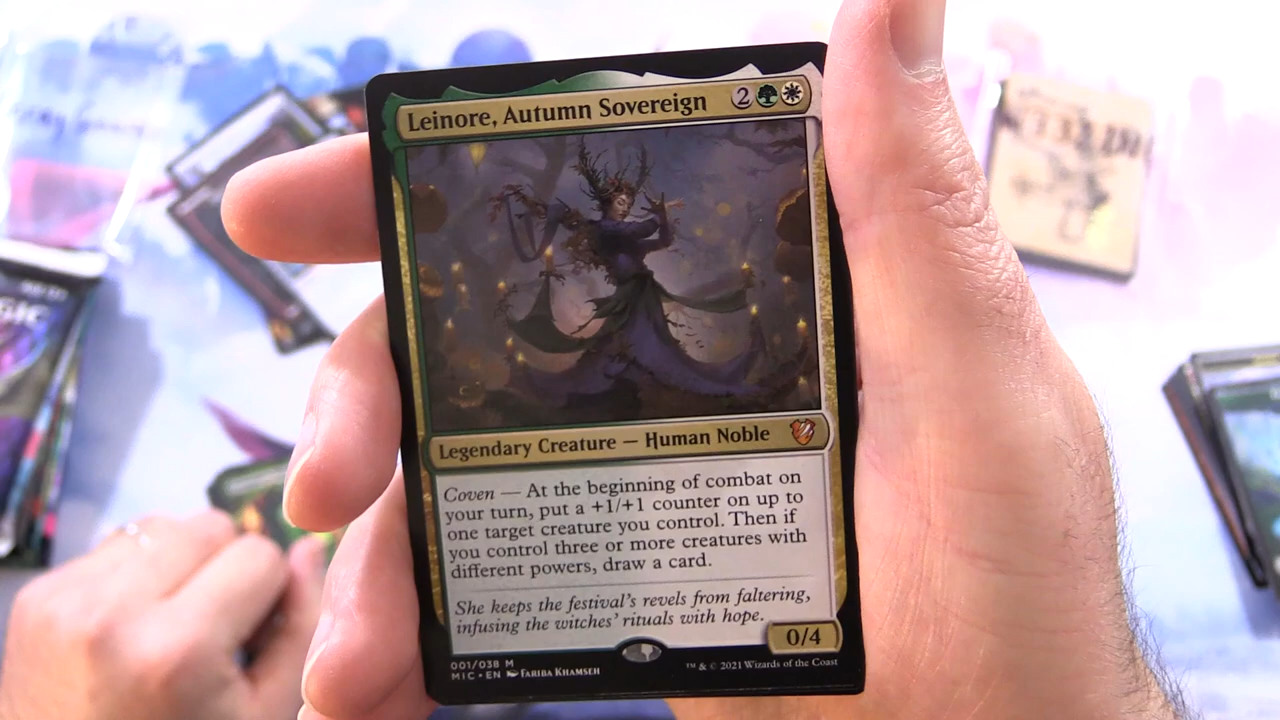 Leinore, Autumn Sovereign 2
Legendary Creature — Human Noble
Coven — At the beginning of combat on
your turn, put a +1/+1 counter on up to
one target creature you control. Then if
you control three or more creatures with
different powers, draw a card.
She keeps the festival's revels from faltering,
infusing the witches' rituals with hope.
0/4
001/038 M
MIC • EN Fariba Khamseh
™ & © 2021 Wizards of the Coast